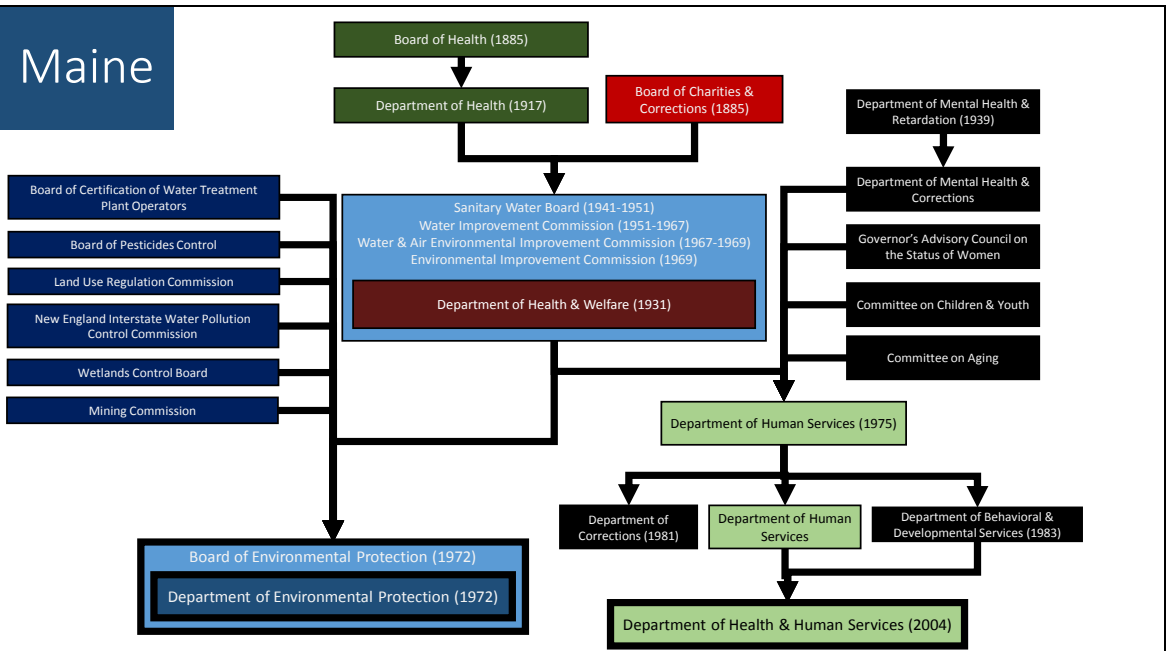 Maine
Board of Health (1885)
Department of Health (1917)
Board of Charities &
Corrections (1885)
Department of Mental Health &
Retardation (1939)
Department of Mental Health &
Corrections
Board of Certification of Water Treatment
Plant Operators
Board of Pesticides Control
Land Use Regulation Commission
New England Interstate Water Pollution
Control Commission
Wetlands Control Board
Mining Commission
Sanitary Water Board (1941-1951)
Water Improvement Commission (1951-1967)
Water & Air Environmental Improvement Commission (1967-1969)
Environmental Improvement Commission (1969)
Department of Health & Welfare (1931)
Governor's Advisory Council on
the Status of Women
Committee on Children & Youth
Committee on Aging
Department of Human Services (1975)
Department of
Corrections (1981)
Department of Human
Services
Department of Behavioral &
Developmental Services (1983)
Board of Environmental Protection (1972)
Department of Environmental Protection (1972)
Department of Health & Human Services (2004)